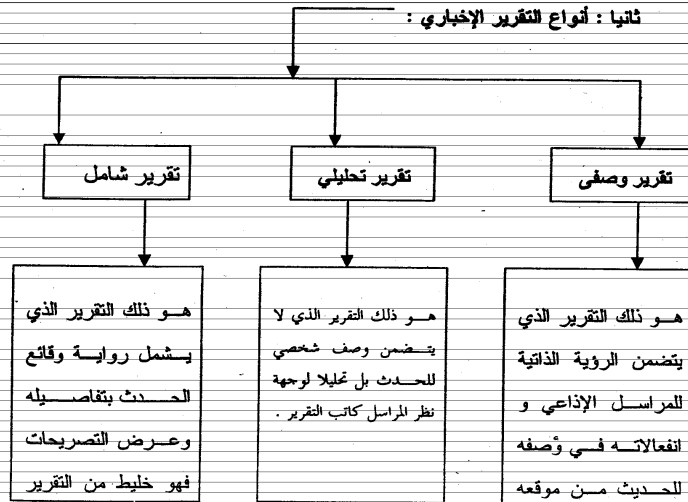 ثانيا : أنواع التقرير الإخباري :
تقرير وصفى
تقرير تحليلي
تقرير شامل
هو ذلك التقرير الذي
يتضمن الرؤية الذاتية
للمراسل الإذاعي و
انفعالاته في وصفه
للحديث من موقعه
هو ذلك التقرير الذي لا
يتضمن وصف شخصي
للحدث بل تحليلا لوجهة
نظر المراسل كاتب التقرير .
هو ذلك التقرير الذي
يشمل رواية وقائع
الحدث بتفاصيله
وعرض التصريحات
فهو خليط من التقرير